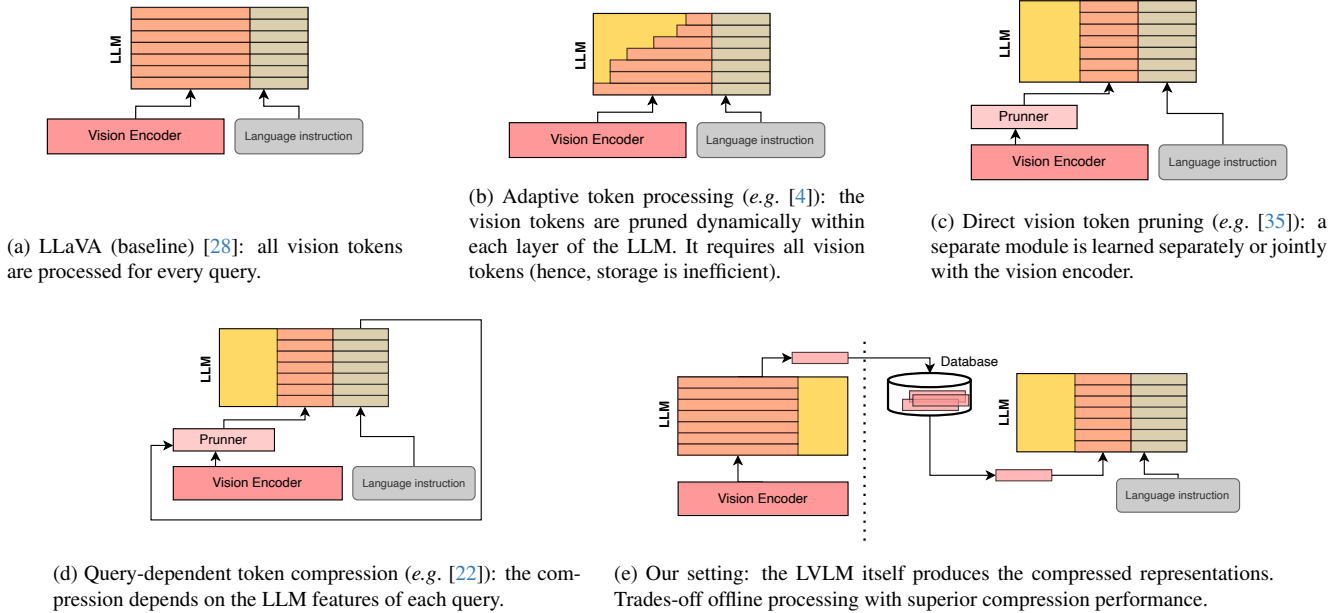 LLM
Vision Encoder
Language instruction
(a) LLaVA (baseline) [28]: all vision tokens
are processed for every query.
LLM
Vision Encoder
Language instruction
(b) Adaptive token processing (e.g. [4]): the
vision tokens are pruned dynamically within
each layer of the LLM. It requires all vision
tokens (hence, storage is inefficient).
LLM
Prunner
Vision Encoder
Language instruction
(c) Direct vision token pruning (e.g. [35]): a
separate module is learned separately or jointly
with the vision encoder.
LLM
Prunner
Vision Encoder
Language instruction
(d) Query-dependent token compression (e.g. [22]): the com-
pression depends on the LLM features of each query.
LLM
Vision Encoder
Database
LLM
Language instruction
(e) Our setting: the LVLM itself produces the compressed representations.
Trades-off offline processing with superior compression performance.